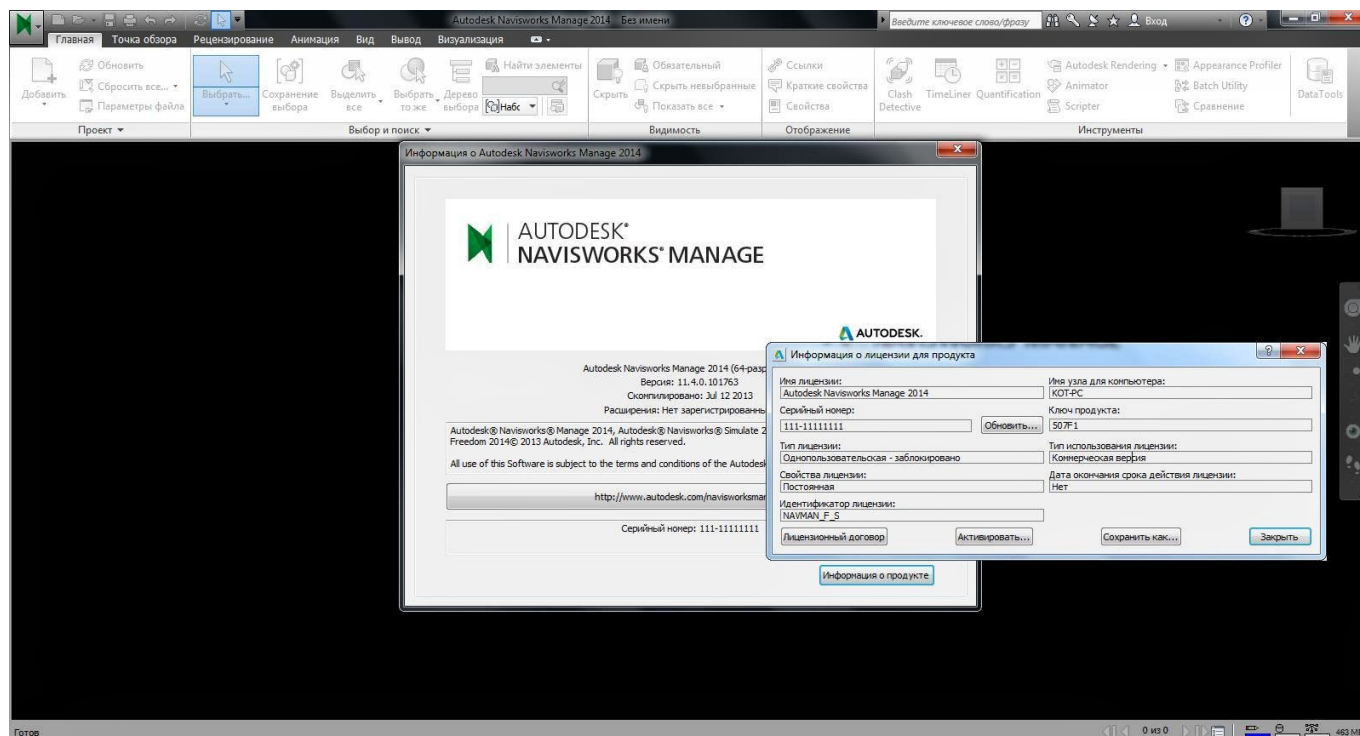 Autodesk Navisworks Manage 2014 Без имени
Введите ключевое слово/фразу
Вход
Главная Точка обзора Рецензирование Анимация Вид Вывод Визуализация
Добавить
Обновить
Сбросить все...
Параметры файла
Выбрать...
Сохранение выбора
Выделить все
Выбрать то же
Дерево выбора
Найти элементы
Набс
Скрыть
Обязательный
Скрыть невыбранные
Показать все
Ссылки
Краткие свойства
Свойства
Clash Detective
TimeLiner
Quantification
Autodesk Rendering
Animator
Scripter
Appearance Profiler
Batch Utility
Сравнение
DataTools
Проект
Выбор и поиск
Видимость
Отображение
Инструменты
Информация о Autodesk Navisworks Manage 2014
AUTODESK®
NAVISWORKS® MANAGE
AUTODESK.
Autodesk Navisworks Manage 2014 (64-разр
Версия: 11.4.0.101763
Скомпилировано: Jul 12 2013
Расширения: Нет зарегистрированнь
Autodesk® Navisworks® Manage 2014, Autodesk® Navisworks® Simulate 2
Freedom 2014© 2013 Autodesk, Inc. All rights reserved.
All use of this Software is subject to the terms and conditions of the Autodesk
http://www.autodesk.com/navisworksmar
Серийный номер: 111-11111111
Информация о продукте
Информация о лицензии для продукта
Имя лицензии:
Autodesk Navisworks Manage 2014
Имя узла для компьютера:
KOT-PC
Серийный номер:
111-11111111
Обновить...
Ключ продукта:
507F1
Тип лицензии:
Однопользовательская - заблокировано
Тип использования лицензии:
Коммерческая версия
Свойства лицензии:
Постоянная
Дата окончания срока действия лицензии:
Нет
Идентификатор лицензии:
NAVMAN_F_S
Лицензионный договор
Активировать...
Сохранить как...
Закрыть
Готов
0 из 0
463 МБ